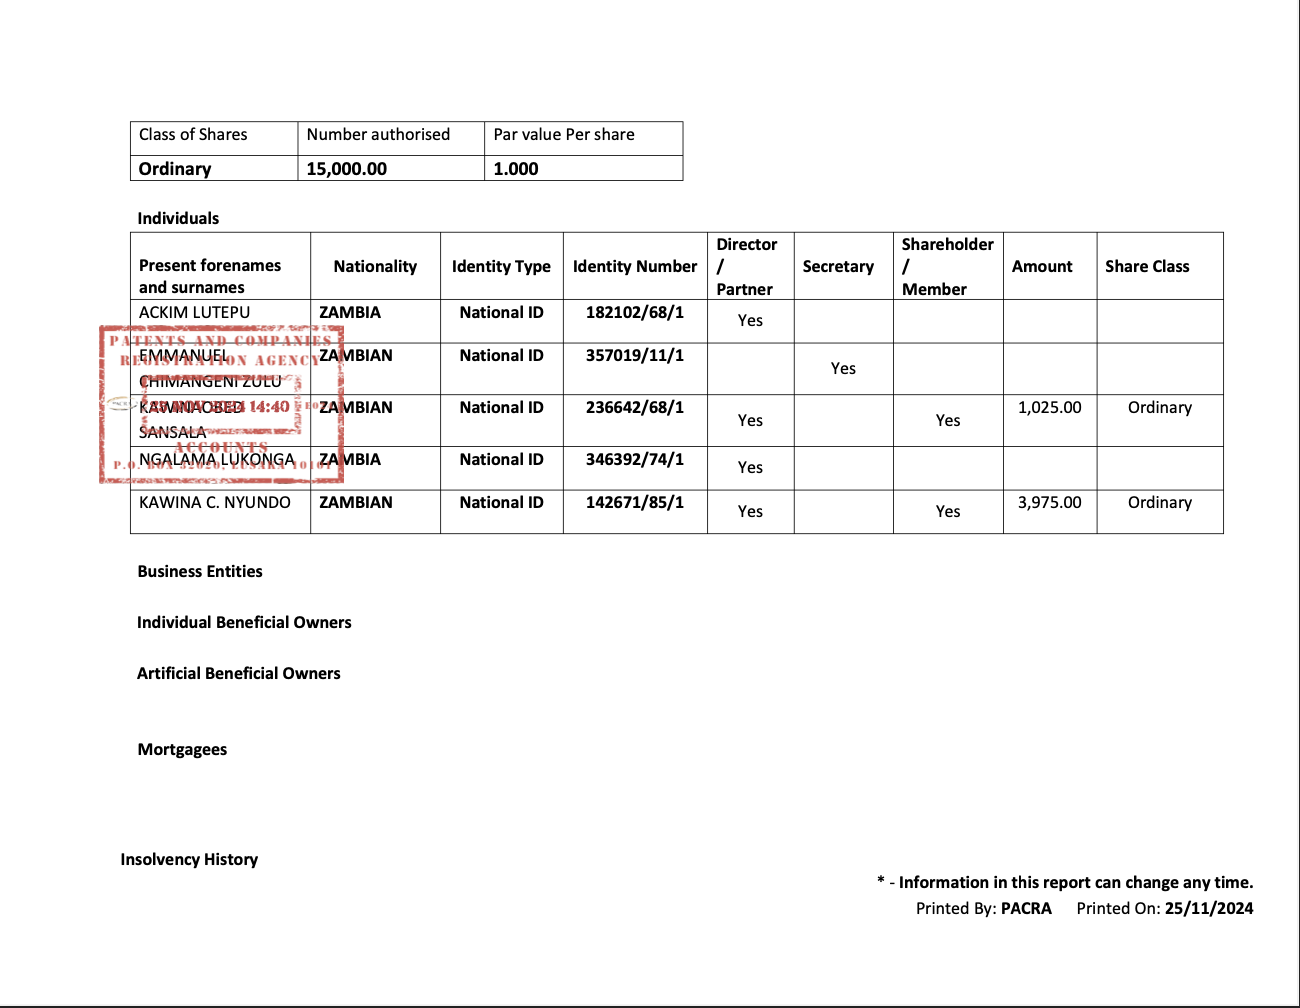 Class of Shares Number authorised Par value Per share
Ordinary 15,000.00 1.000
Individuals
Present forenames and surnames Nationality Identity Type Identity Number Director / Partner Secretary Shareholder / Member Amount Share Class
ACKIM LUTEPU ZAMBIA National ID 182102/68/1 Yes
EMMANUEL CHIMANGENI ZULU ZAMBIAN National ID 357019/11/1 Yes
KAWINAOBED SANSALA ZAMBIAN National ID 236642/68/1 Yes Yes 1,025.00 Ordinary
NGALAMA LUKONGA ZAMBIA National ID 346392/74/1 Yes
KAWINA C. NYUNDO ZAMBIAN National ID 142671/85/1 Yes Yes 3,975.00 Ordinary
PATENTS AND COMPANIES
REGISTRATION AGENCY
14:40
ACCOUNTS
P.O. BOX LUSAKA 10101
Business Entities
Individual Beneficial Owners
Artificial Beneficial Owners
Mortgagees
Insolvency History
* - Information in this report can change any time.
Printed By: PACRA Printed On: 25/11/2024